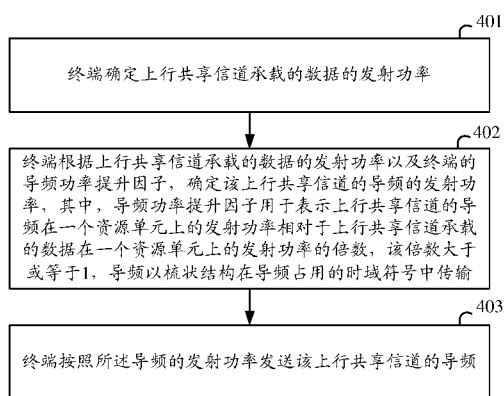 401
终端确定上行共享信道承载的数据的发射功率
402
终端根据上行共享信道承载的数据的发射功率以及终端的
导频功率提升因子，确定该上行共享信道的导频的发射功
率，其中，导频功率提升因子用于表示上行共享信道的导
频在一个资源单元上的发射功率相对于上行共享信道承载
的数据在一个资源单元上的发射功率的倍数，该倍数大于
或等于1，导频以梳状结构在导频占用的时域符号中传输
403
终端按照所述导频的发射功率发送该上行共享信道的导频